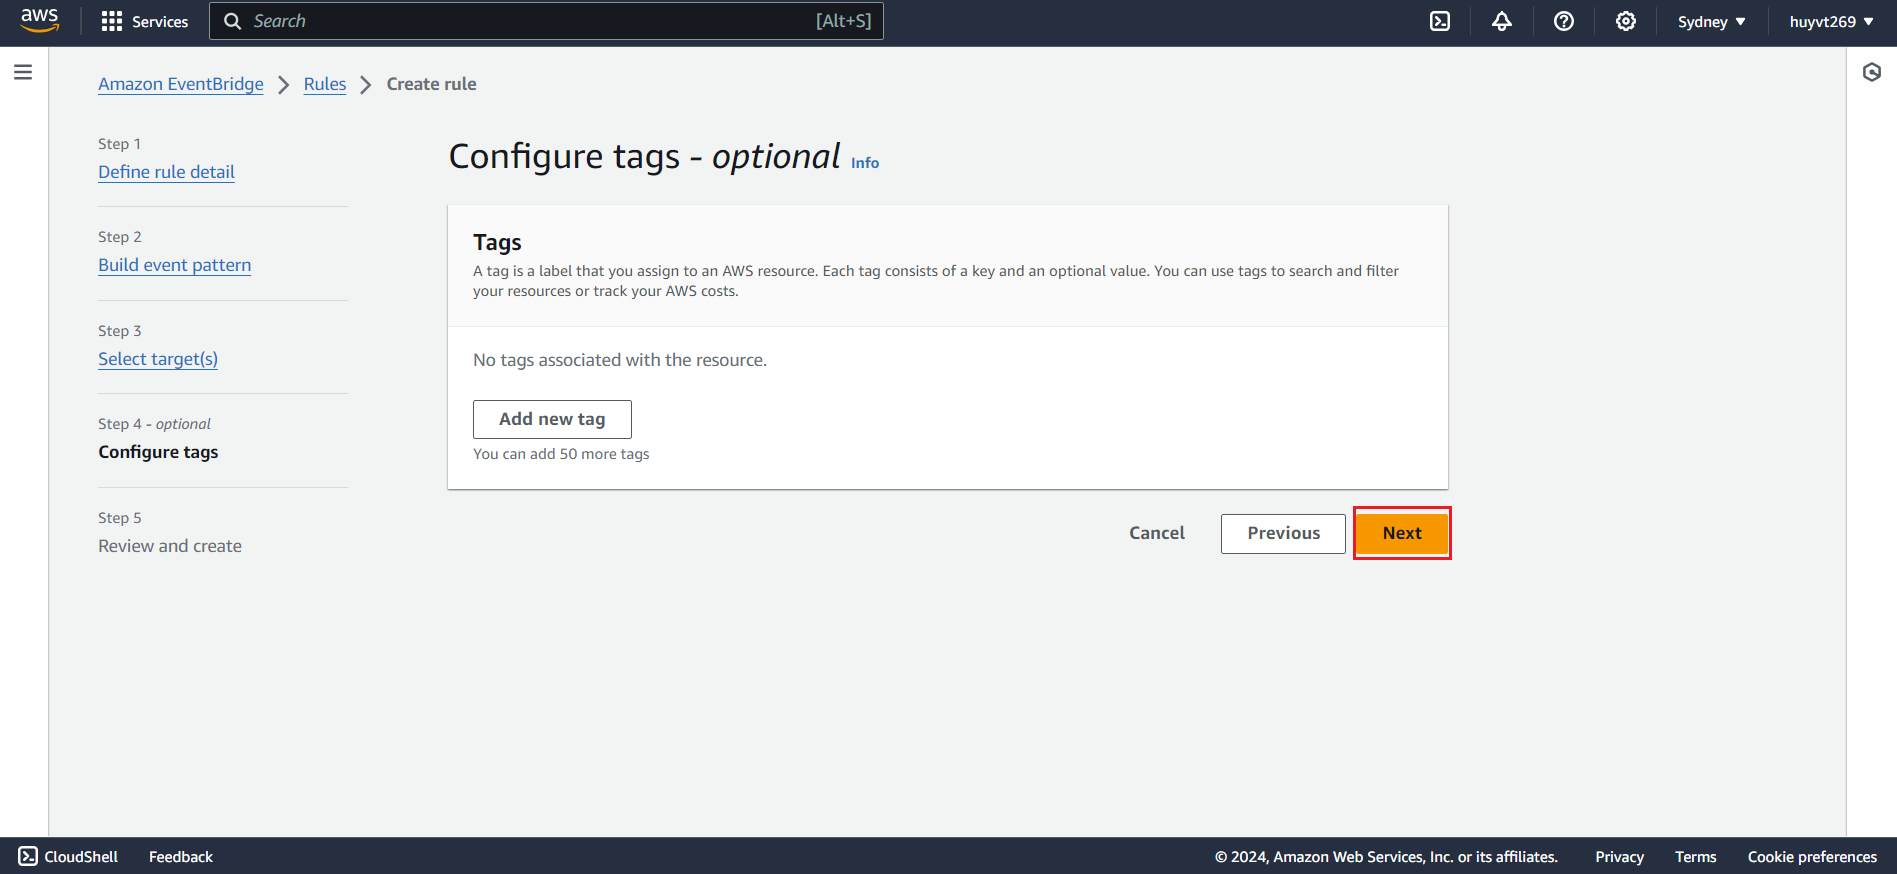 aws
Services
Search
[Alt+S]
Sydney
huyvt269
Amazon EventBridge
Rules
Create rule
Step 1
Define rule detail
Step 2
Build event pattern
Step 3
Select target(s)
Step 4 - optional
Configure tags
Step 5
Review and create
Configure tags - optional Info
Tags
A tag is a label that you assign to an AWS resource. Each tag consists of a key and an optional value. You can use tags to search and filter
your resources or track your AWS costs.
No tags associated with the resource.
Add new tag
You can add 50 more tags
Cancel
Previous
Next
CloudShell
Feedback
© 2024, Amazon Web Services, Inc. or its affiliates.
Privacy
Terms
Cookie preferences